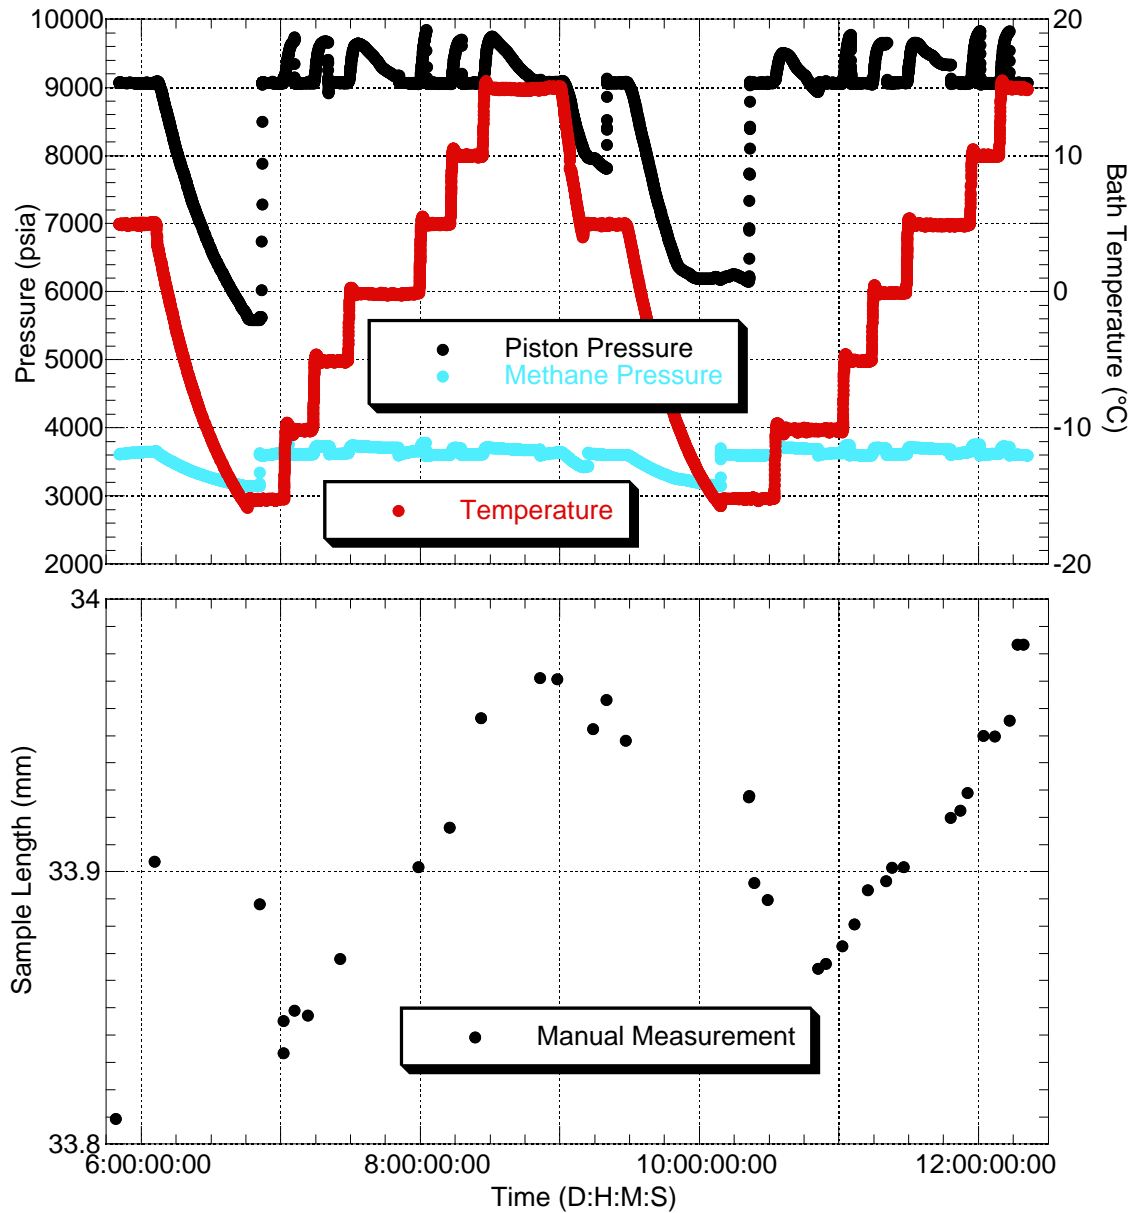 10000
9000
8000
7000
6000
5000
4000
3000
2000
Pressure (psia)
20
10
0
-10
-20
Bath Temperature (°C)
Piston Pressure
Methane Pressure
Temperature
34
33.9
33.8
Sample Length (mm)
Manual Measurement
6:00:00:00
8:00:00:00
10:00:00:00
12:00:00:00
Time (D:H:M:S)